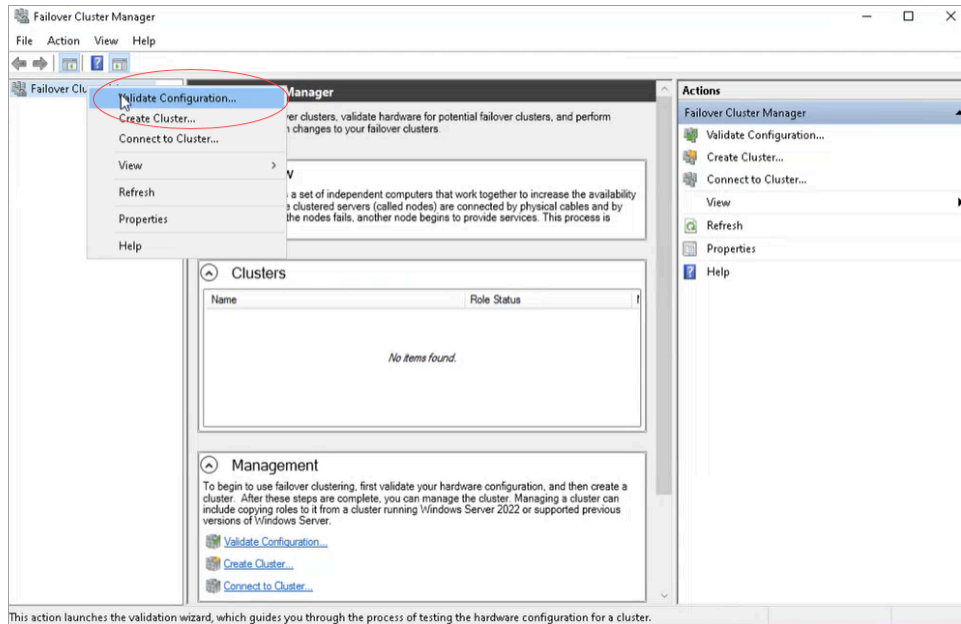 Failover Cluster Manager
File Action View Help
Failover Clu
Validate Configuration...
Create Cluster...
Connect to Cluster...
View
Refresh
Properties
Help
Manager
er clusters, validate hardware for potential failover clusters, and perform
changes to your failover clusters.
w
a set of independent computers that work together to increase the availability
clustered servers (called nodes) are connected by physical cables and by
the nodes fails, another node begins to provide services. This process is
Clusters
Name Role Status
No items found.
Management
To begin to use failover clustering, first validate your hardware configuration, and then create a
cluster. After these steps are complete, you can manage the cluster. Managing a cluster can
include copying roles to it from a cluster running Windows Server 2022 or supported previous
versions of Windows Server.
Validate Configuration...
Create Cluster...
Connect to Cluster...
Actions
Failover Cluster Manager
Validate Configuration...
Create Cluster...
Connect to Cluster...
View
Refresh
Properties
Help
This action launches the validation wizard, which guides you through the process of testing the hardware configuration for a cluster.